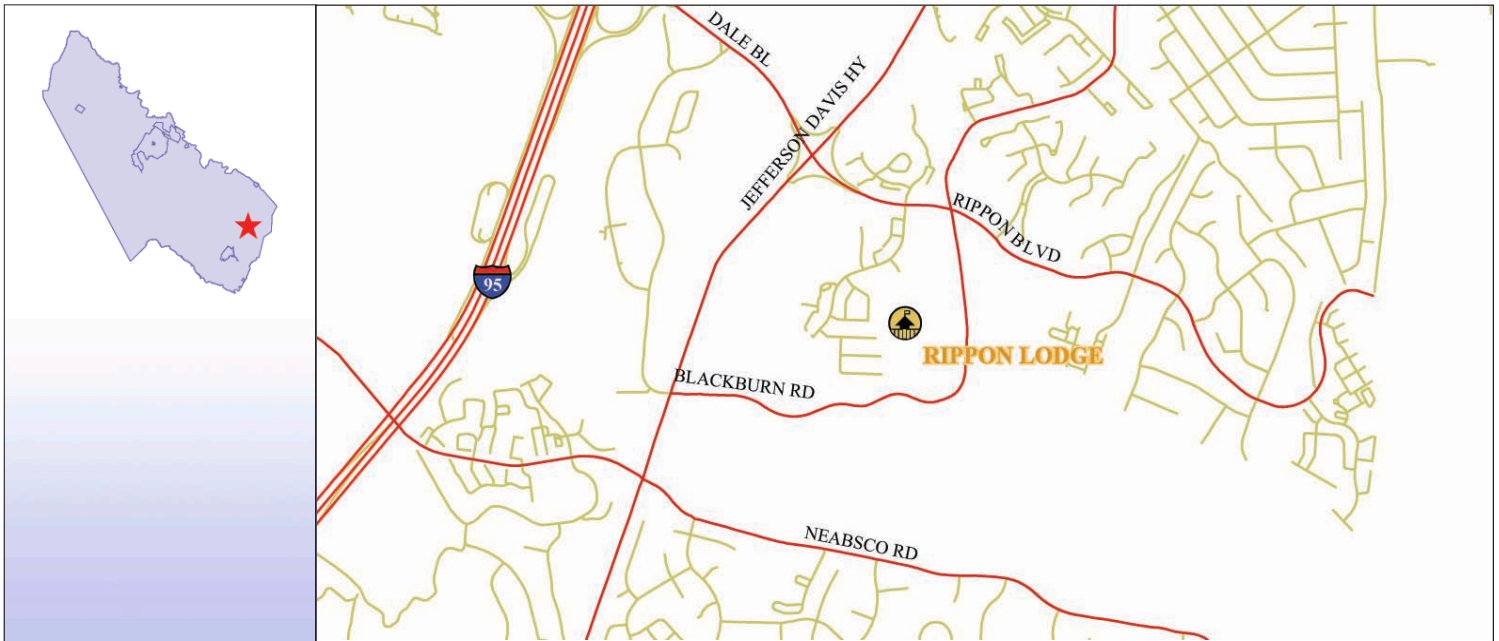 DALE BL
JEFFERSON DAVIS HY
RIPPON BLVD
95
RIPPON LODGE
BLACKBURN RD
NEABSCO RD